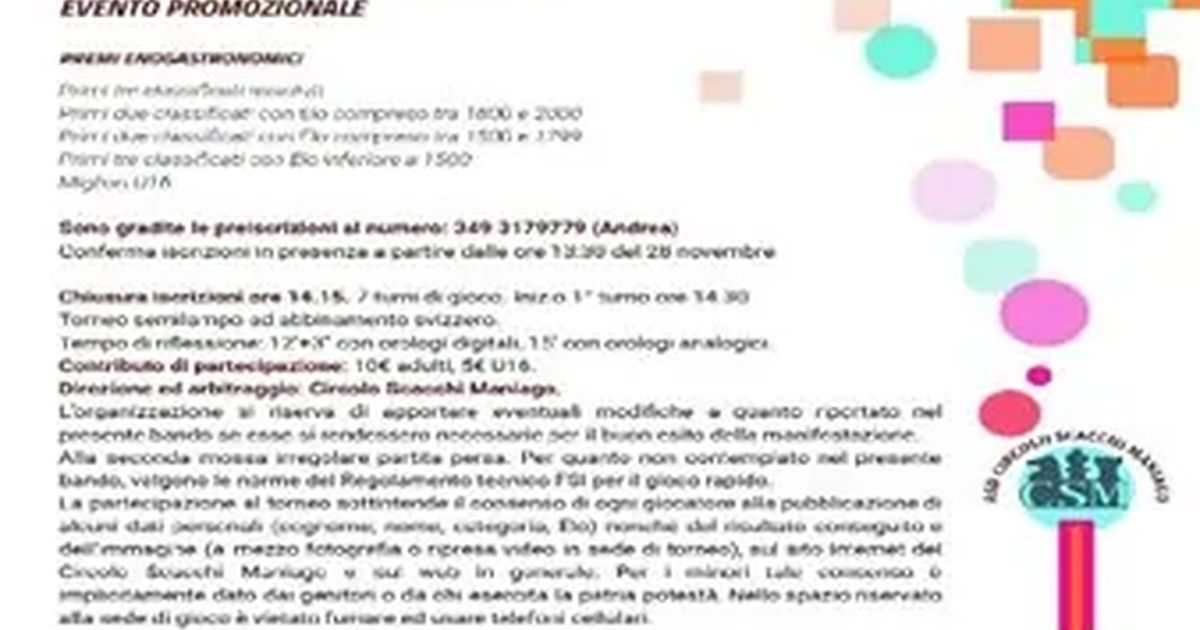 EVENTO PROMOZIONALE
PREMI ENOGASTRONOMICI
Primi tre classificati assoluti
Primi due classificati con Elo compreso tra 1800 e 2000
Primi due classificati con Elo compreso tra 1500 e 1799
Primi tre classificati con Elo inferiore a 1500
Migliori U16
Sono gradite le preiscrizioni al numero: 349 3179779 (Andrea)
Conferma iscrizioni in presenza a partire dalle ore 13:30 del 28 novembre
Chiusura iscrizioni ore 14.15. 7 turni di gioco. Inizio 1° turno ore 14.30
Torneo semilampo ad abbinamento svizzero.
Tempo di riflessione: 12'+3" con orologi digitali, 15' con orologi analogici.
Contributo di partecipazione: 10€ adulti, 5€ U16.
Direzione ed arbitraggio: Circolo Scacchi Maniago.
L'organizzazione si riserva di apportare eventuali modifiche a quanto riportato nel
presente bando se esse si rendessero necessarie per il buon esito della manifestazione.
Alla seconda mossa irregolare partita persa. Per quanto non contemplato nel presente
bando, valgono le norme del Regolamento tecnico FSI per il gioco rapido.
La partecipazione al torneo sottintende il consenso di ogni giocatore alla pubblicazione di
alcuni dati personali (cognome, nome, categoria, Elo) nonché del risultato conseguito e
dell'immagine (a mezzo fotografia o ripresa video in sede di torneo), sul sito internet del
Circolo Scacchi Maniago e sul web in generale. Per i minori tale consenso è
implicitamente dato dai genitori o da chi esercita la patria potestà. Nello spazio riservato
alla sede di gioco è vietato fumare ed usare telefoni cellulari.
ASD CIRCOLO SCACCHI MANIAGO
CSM